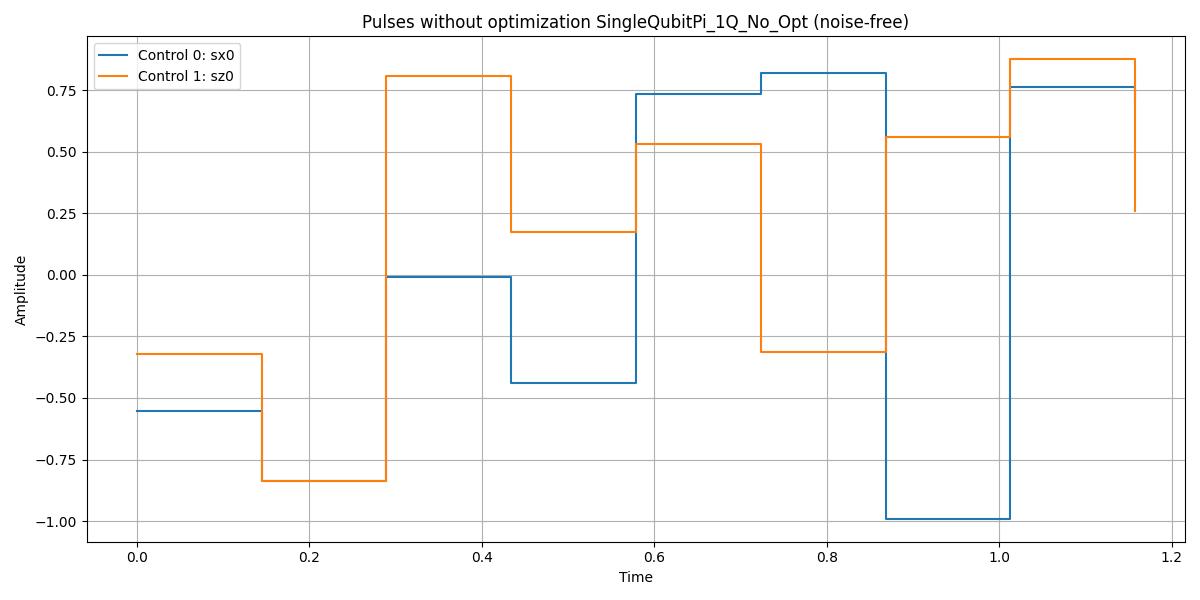 Pulses without optimization SingleQubitPi_1Q_No_Opt (noise-free)
Control 0: sx0
Control 1: sz0
Amplitude
0.75
0.50
0.25
0.00
−0.25
−0.50
−0.75
−1.00
0.0 0.2 0.4 0.6 0.8 1.0 1.2
Time